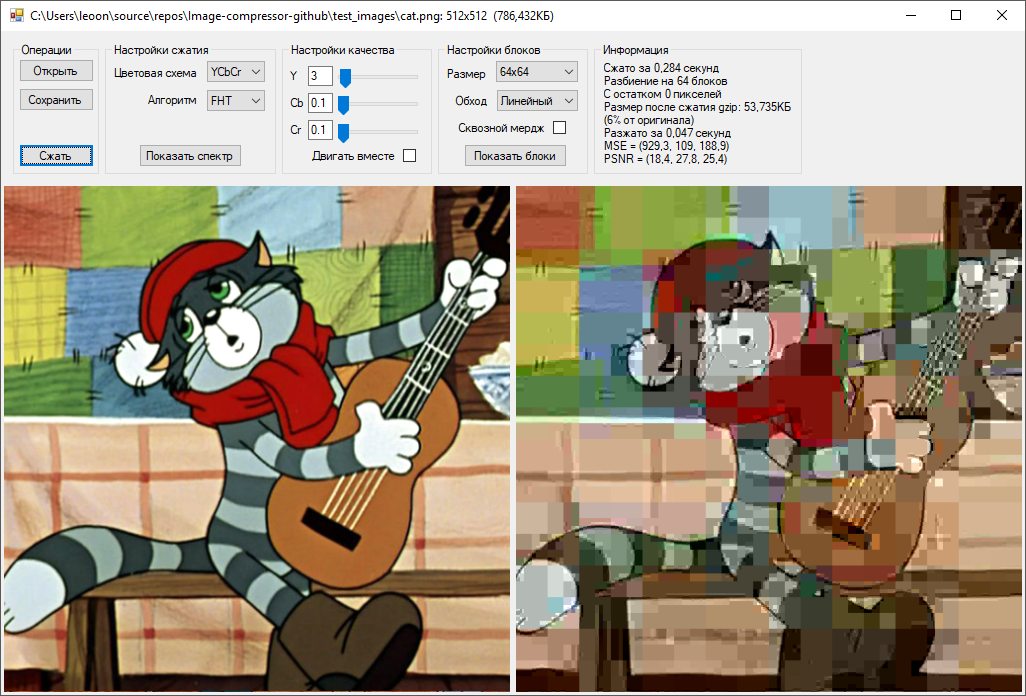 C:\Users\leoon\source\repos\Image-compressor-github\test_images\cat.png: 512x512 (786,432КБ)
Операции
Открыть
Сохранить
Сжать
Настройки сжатия
Цветовая схема YCbCr
Алгоритм FHT
Показать спектр
Настройки качества
Y 3
Cb 0.1
Cr 0.1
Двигать вместе
Настройки блоков
Размер 64x64
Обход Линейный
Сквозной мердж
Показать блоки
Информация
Сжато за 0,284 секунд
Разбиение на 64 блоков
С остатком 0 пикселей
Размер после сжатия gzip: 53,735КБ
(6% от оригинала)
Разжато за 0,047 секунд
MSE = (929,3, 109, 188,9)
PSNR = (18,4, 27,8, 25,4)